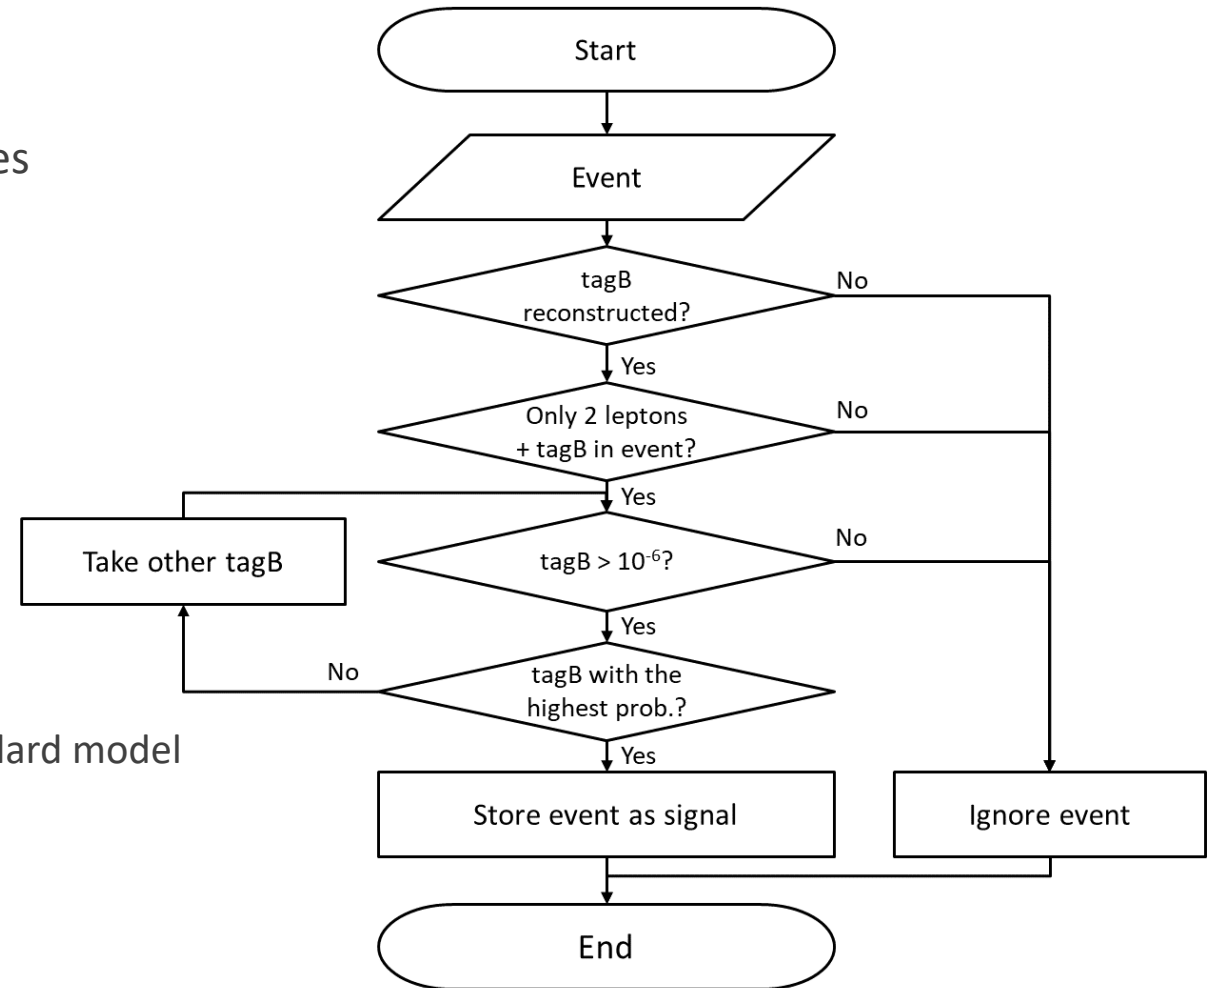 Start
es
Event
tagB
reconstructed?
No
Yes
Only 2 leptons
+ tagB in event?
No
Yes
Take other tagB
tagB > 10⁻⁶?
No
Yes
tagB with the
highest prob.?
No
Yes
lard model
Store event as signal
Ignore event
End